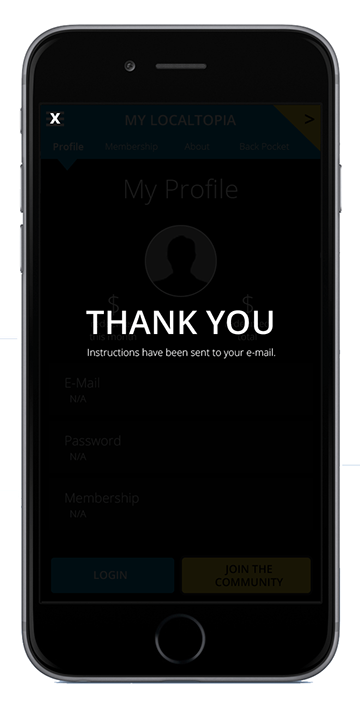 X
MY LOCALTOPIA
>
Profile Membership About Back Pocket
My Profile
$ $
this month total
THANK YOU
Instructions have been sent to your e-mail.
E-Mail
N/A
Password
N/A
Membership
N/A
LOGIN
JOIN THE
COMMUNITY